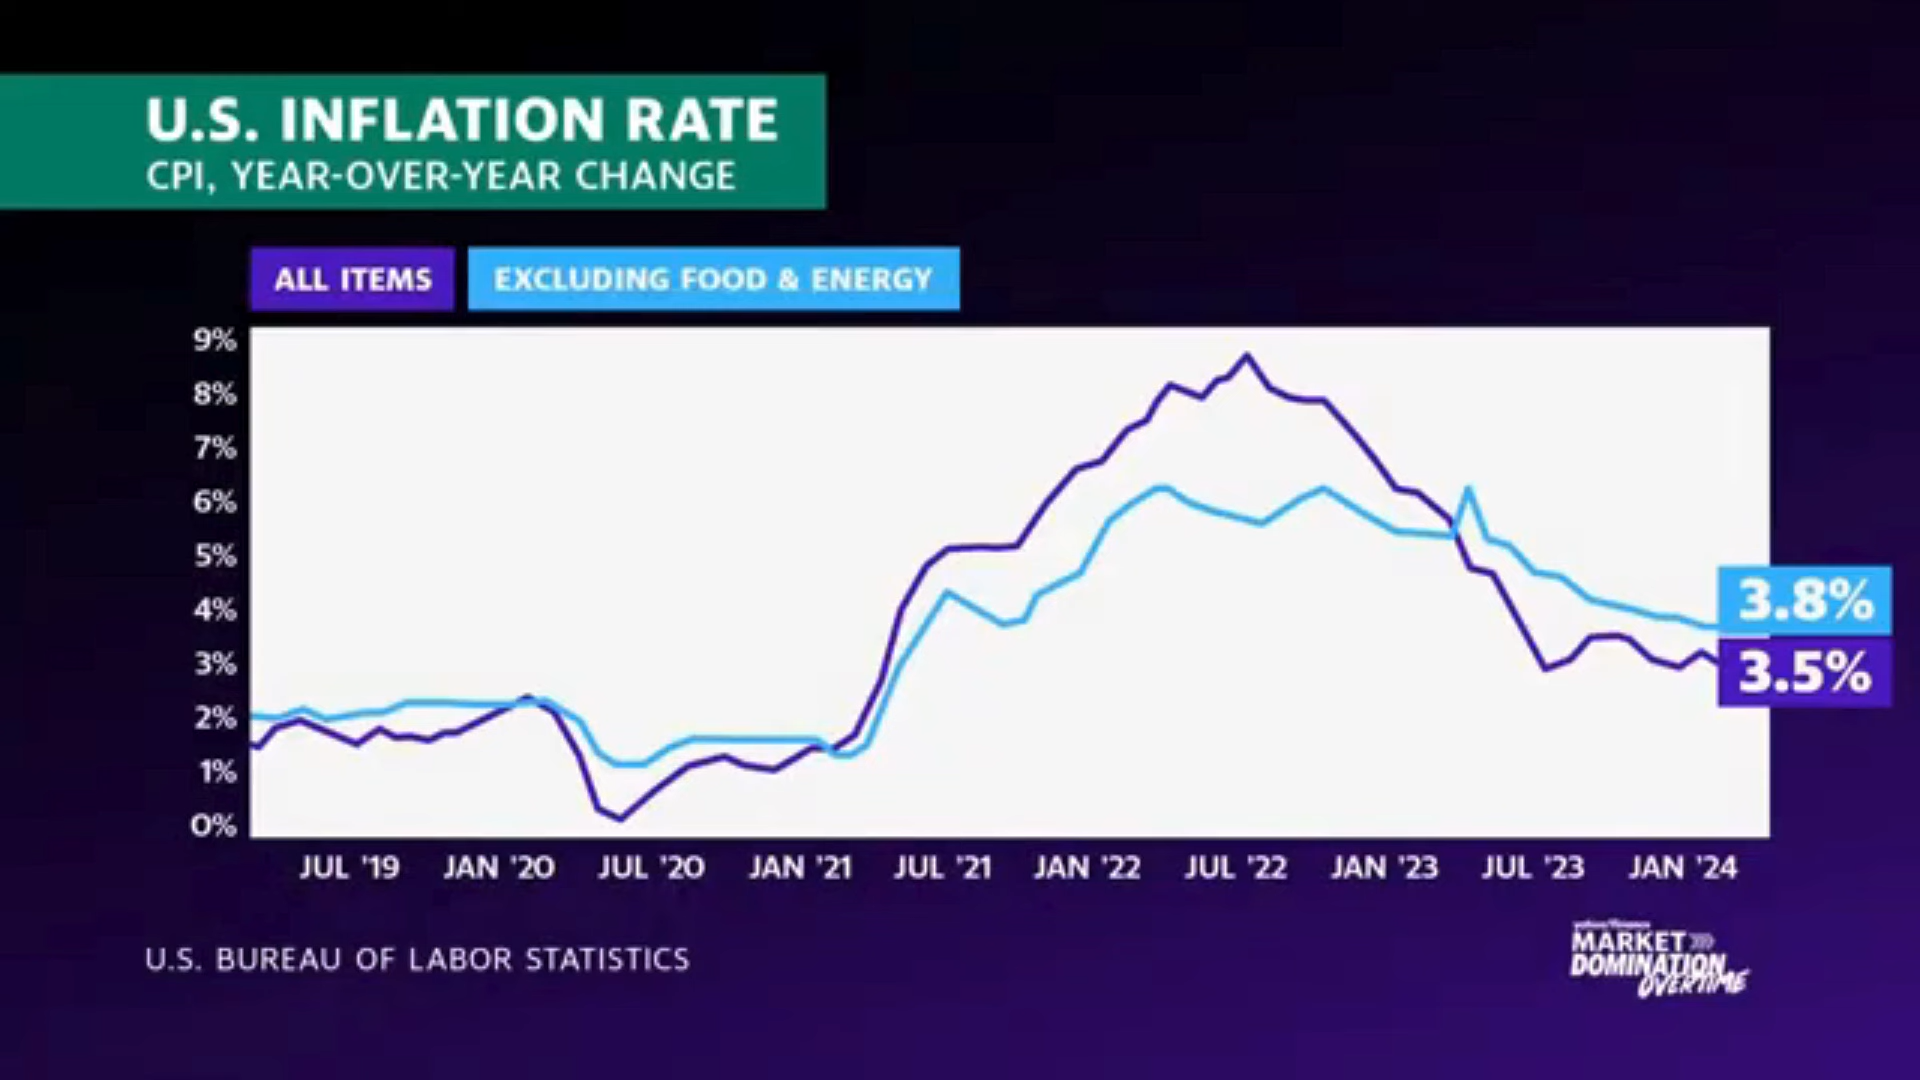 U.S. INFLATION RATE
CPI, YEAR-OVER-YEAR CHANGE
ALL ITEMS
EXCLUDING FOOD & ENERGY
9%
8%
7%
6%
5%
4%
3%
2%
1%
0%
3.8%
3.5%
JUL '19 JAN '20 JUL '20 JAN '21 JUL '21 JAN '22 JUL '22 JAN '23 JUL '23 JAN '24
U.S. BUREAU OF LABOR STATISTICS
MARKET
DOMINATION
OVERTIME